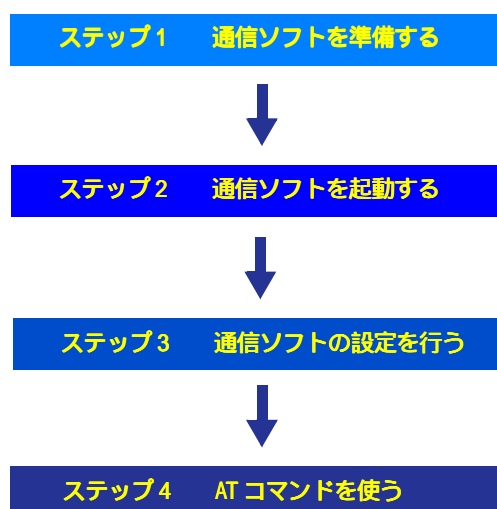 ステップ1 通信ソフトを準備する
ステップ2 通信ソフトを起動する
ステップ3 通信ソフトの設定を行う
ステップ4 ATコマンドを使う